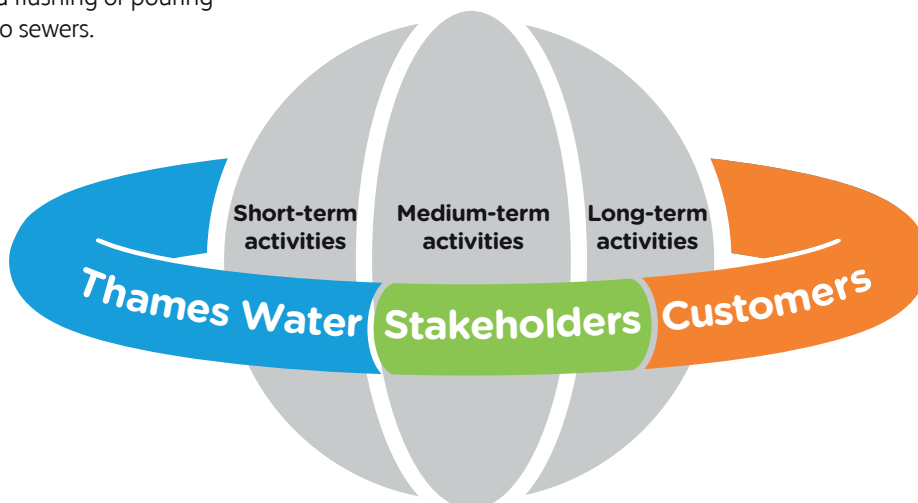 flushing or pouring
o sewers.
Short-term
activities
Medium-term
activities
Long-term
activities
Thames Water
Stakeholders
Customers